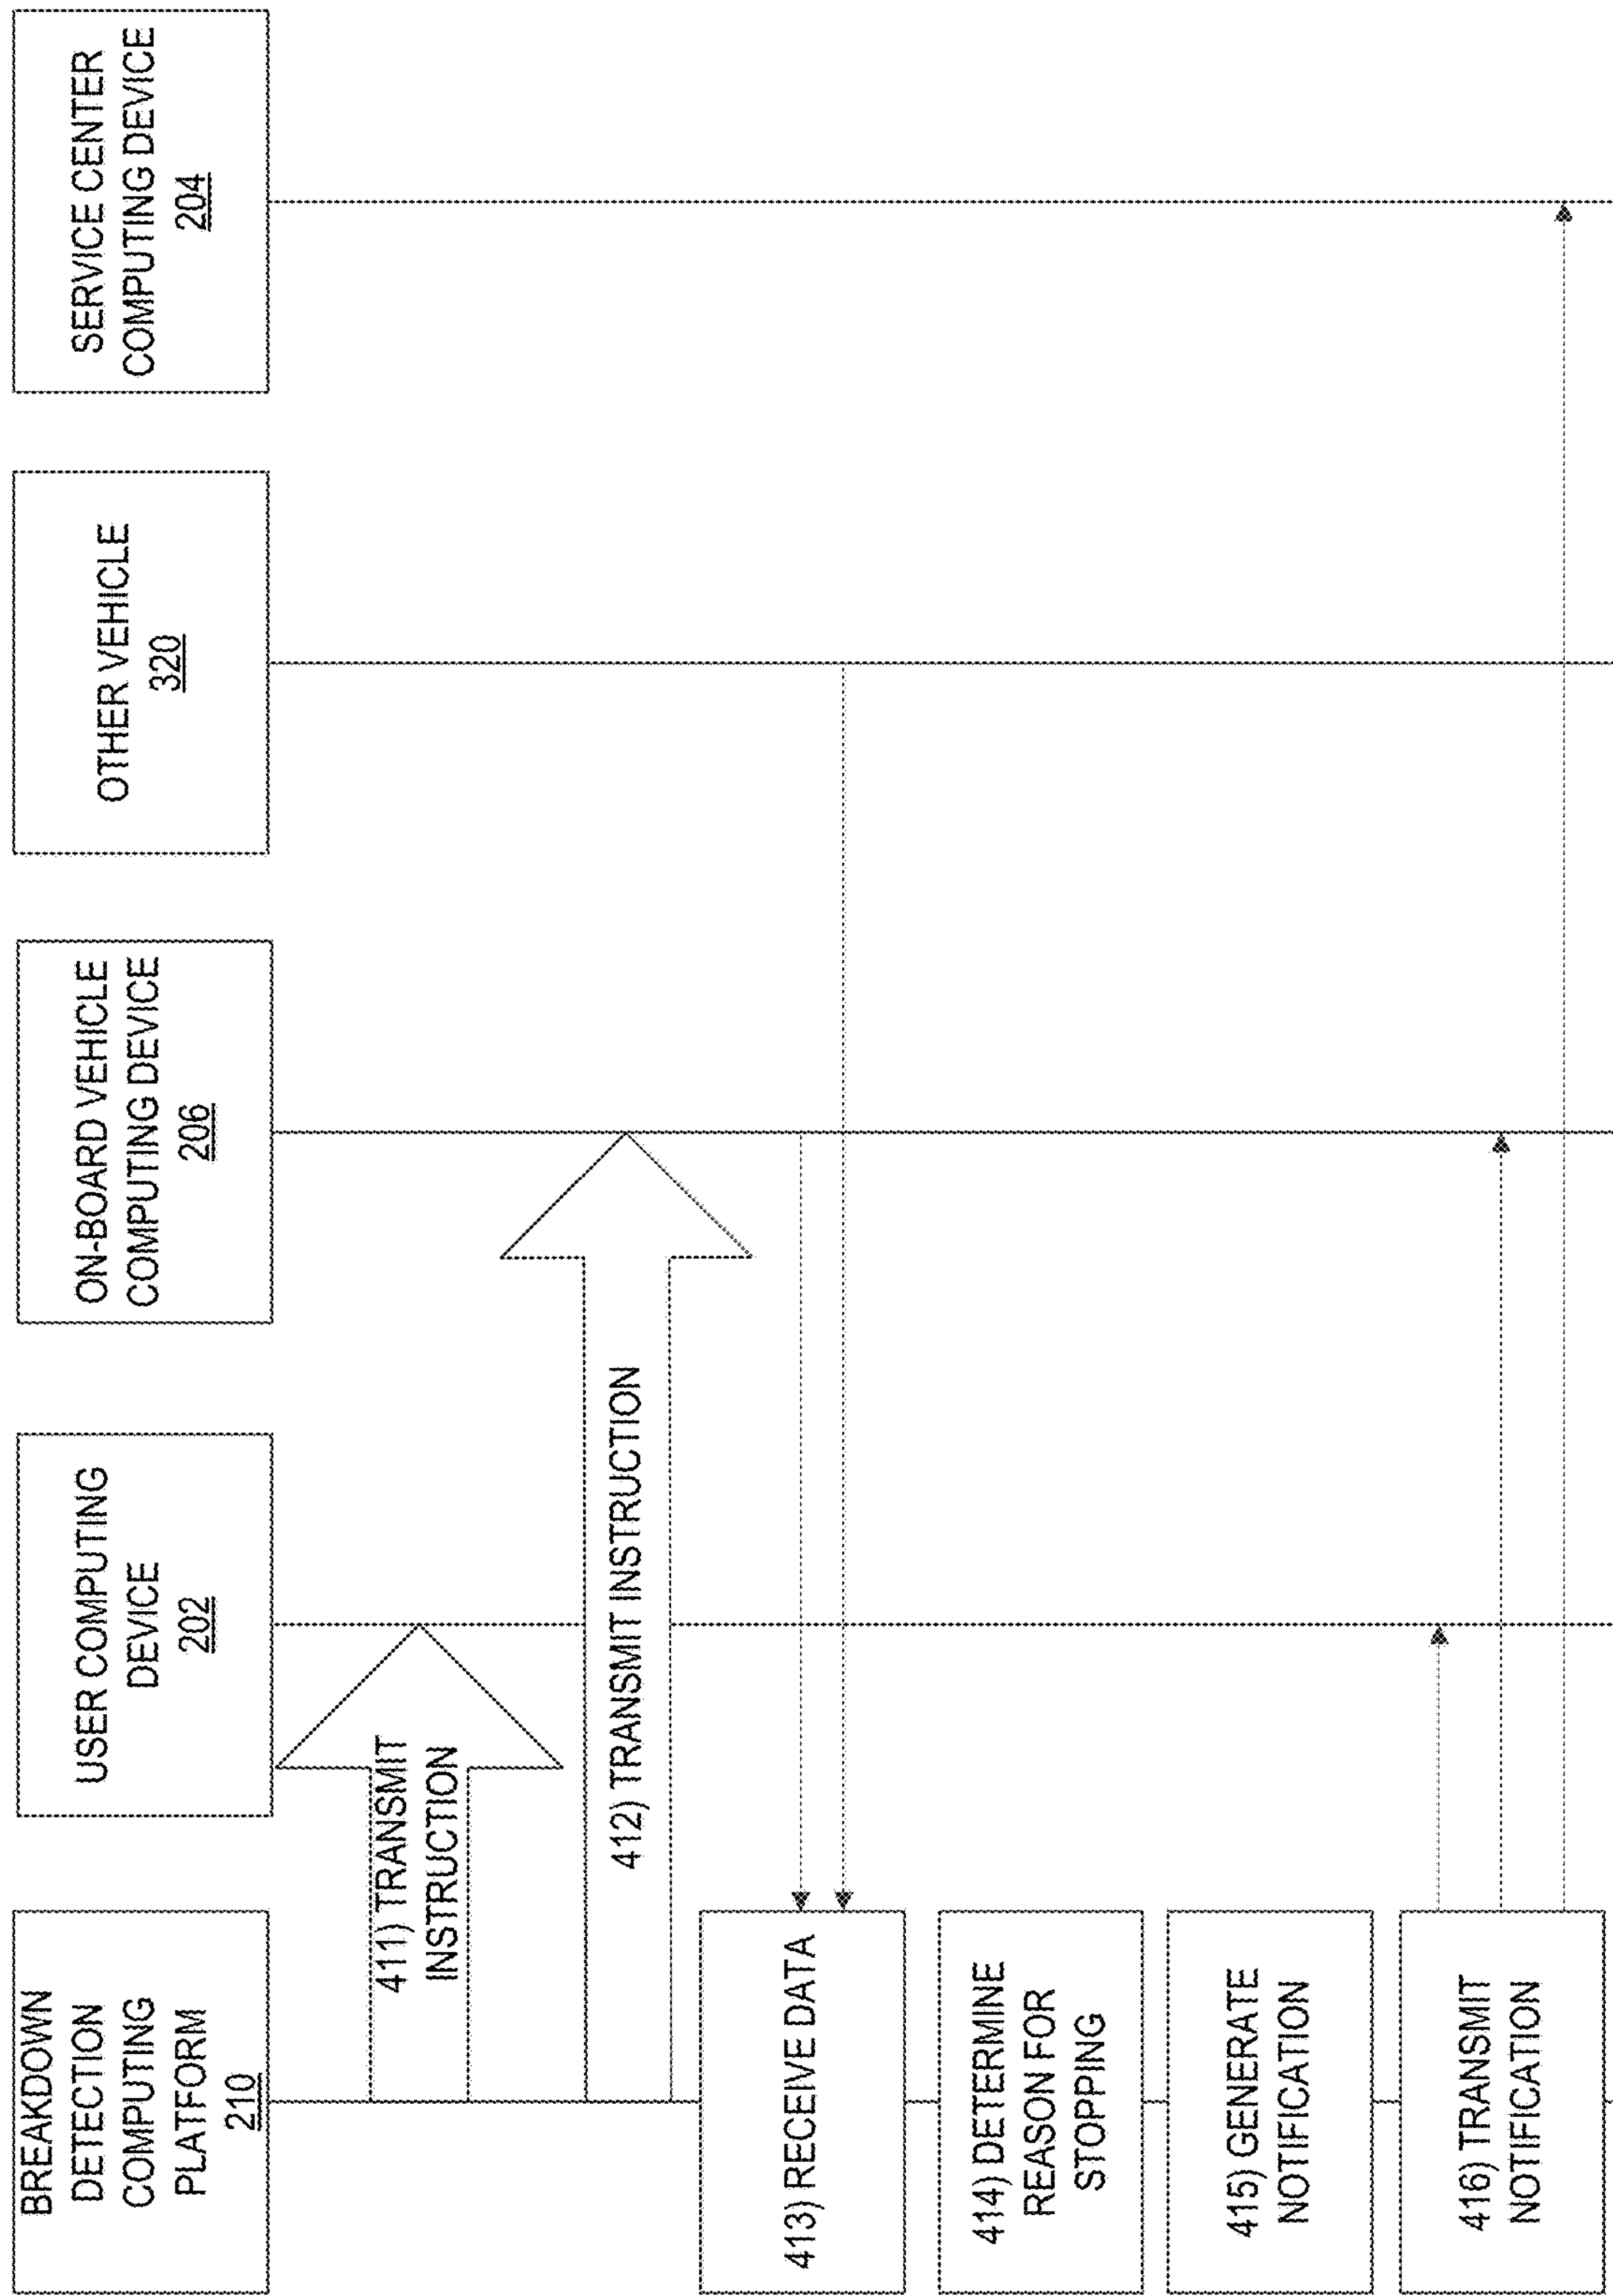 BREAKDOWN
DETECTION
COMPUTING
PLATFORM
210
USER COMPUTING
DEVICE
202
ON-BOARD VEHICLE
COMPUTING DEVICE
206
OTHER VEHICLE
320
SERVICE CENTER
COMPUTING DEVICE
204
411) TRANSMIT
INSTRUCTION
412) TRANSMIT INSTRUCTION
413) RECEIVE DATA
414) DETERMINE
REASON FOR
STOPPING
415) GENERATE
NOTIFICATION
416) TRANSMIT
NOTIFICATION